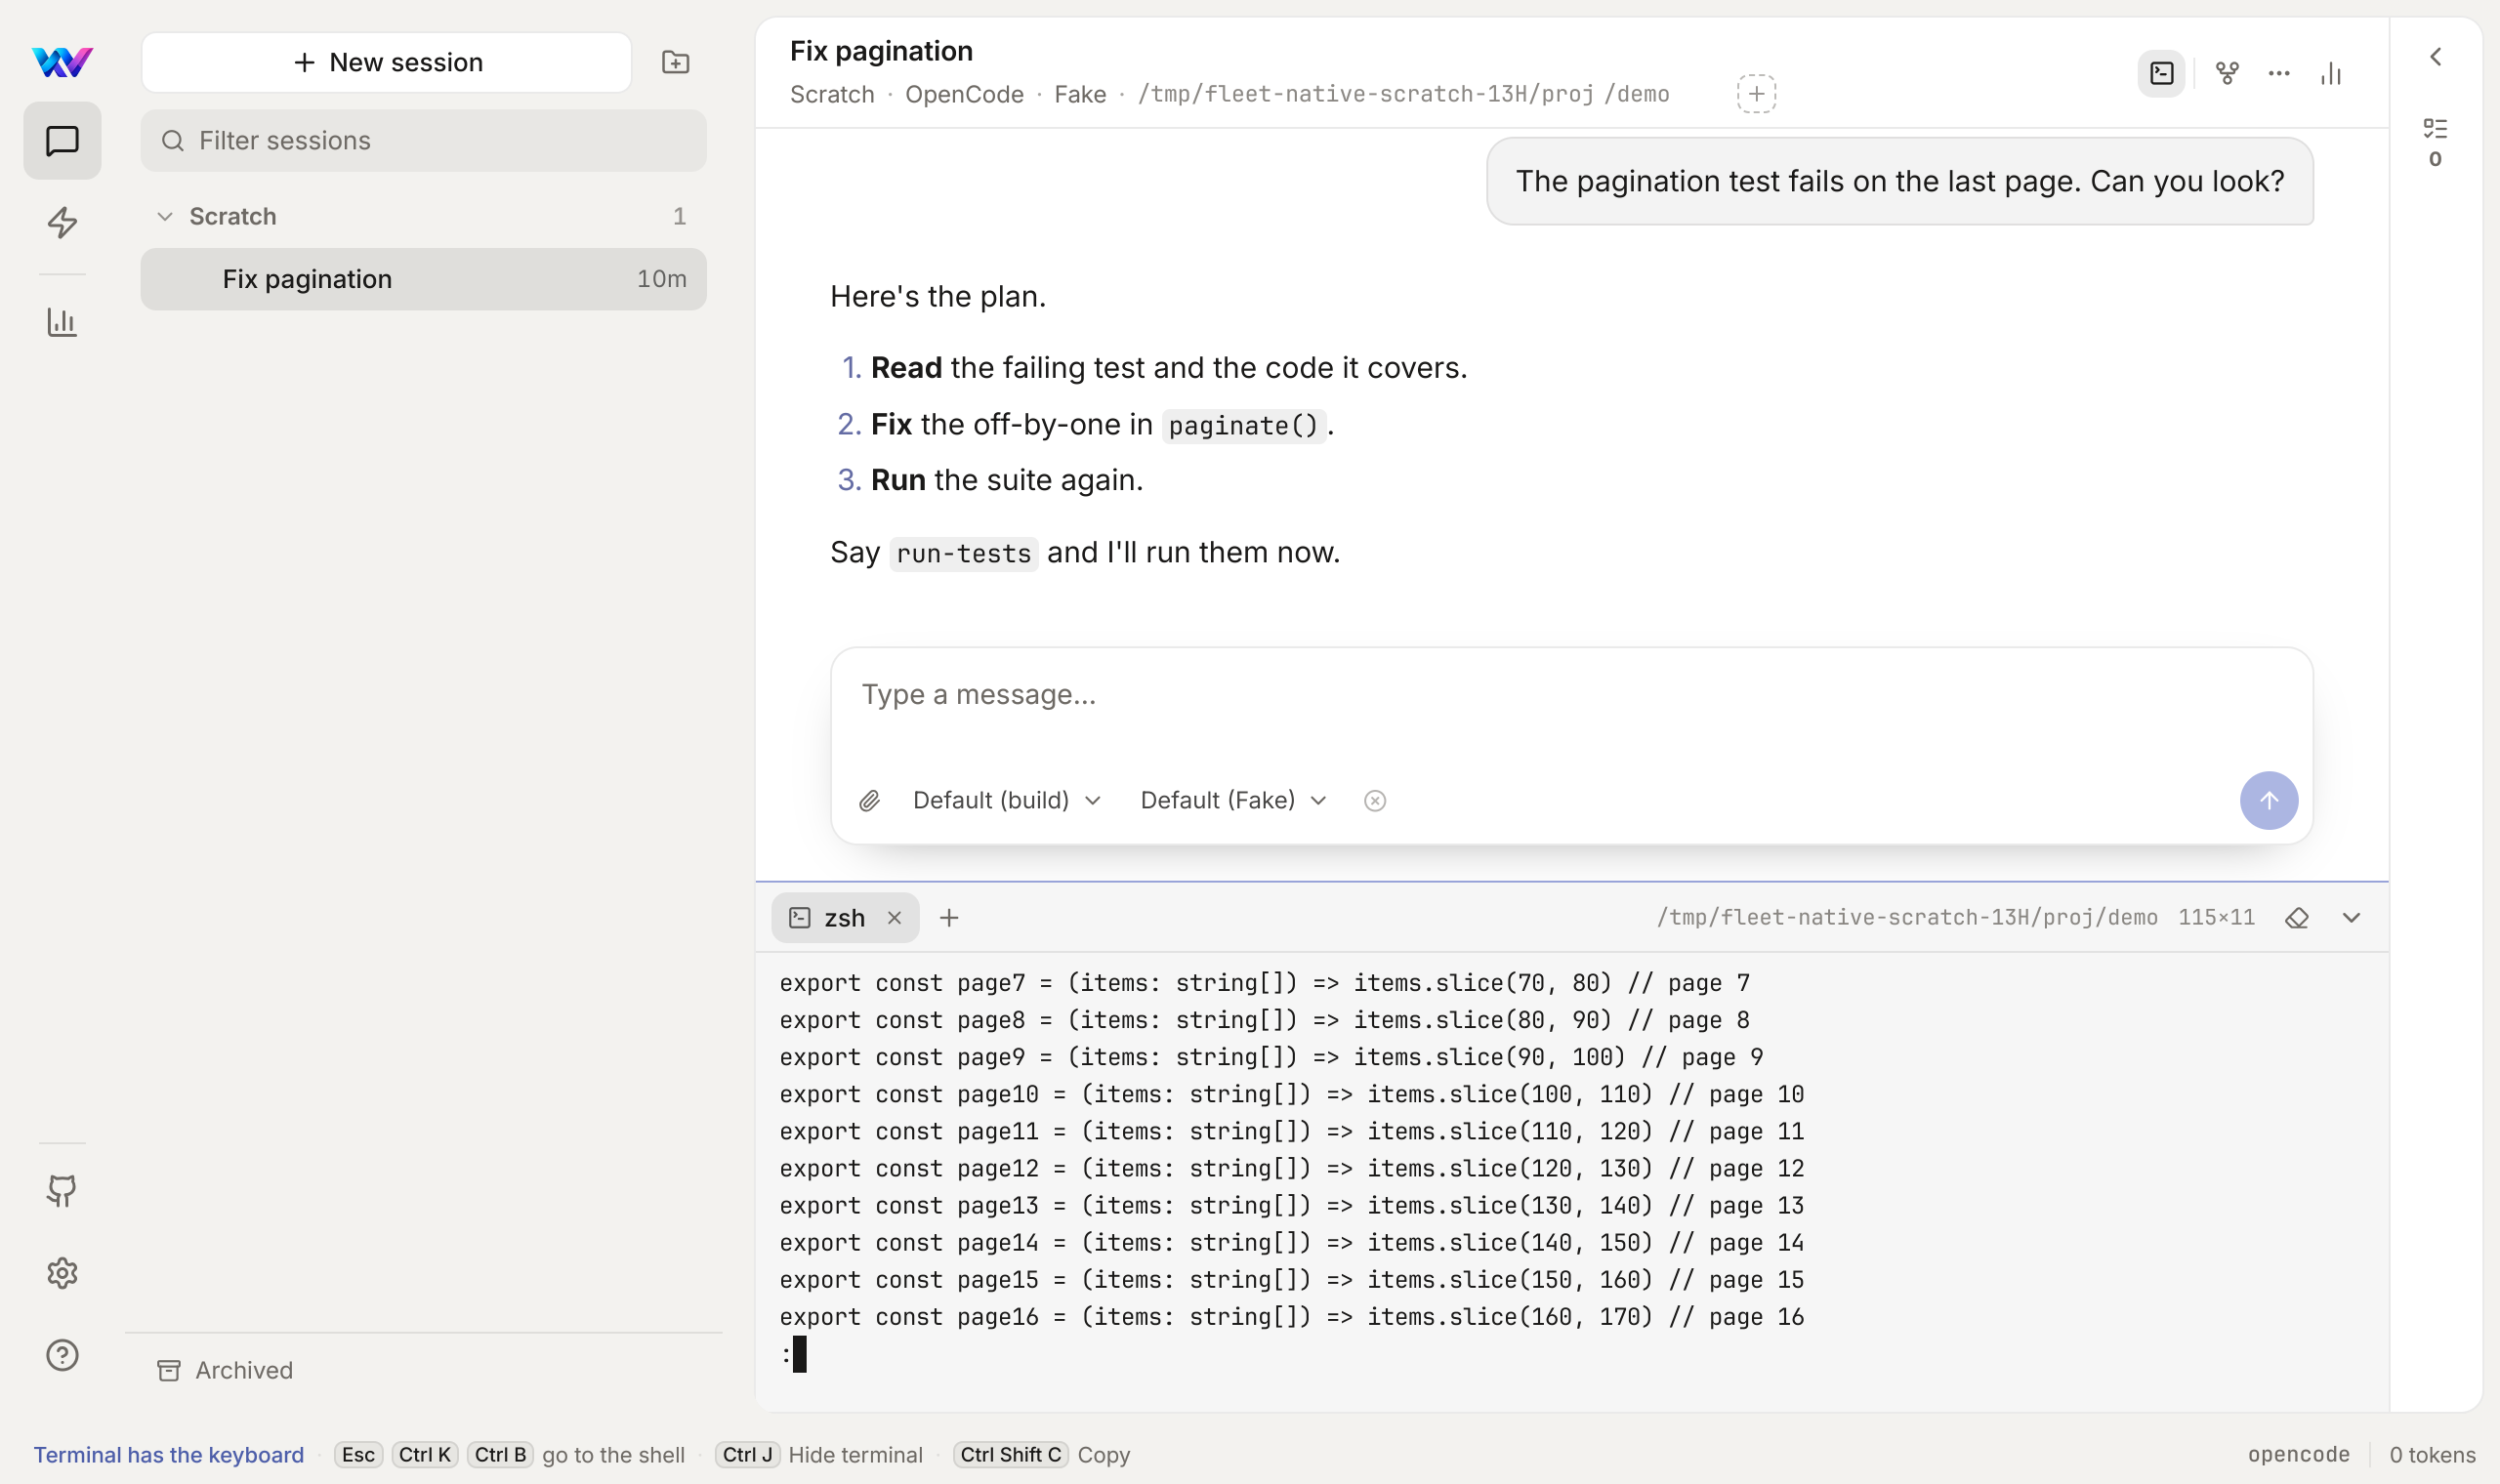 New session
Filter sessions
Scratch 1
Fix pagination 10m
Archived
Fix pagination
Scratch · OpenCode · Fake · /tmp/fleet-native-scratch-13H/proj /demo
0
The pagination test fails on the last page. Can you look?
Here's the plan.
1. Read the failing test and the code it covers.
2. Fix the off-by-one in paginate().
3. Run the suite again.
Say run-tests and I'll run them now.
Type a message...
Default (build) Default (Fake)
zsh /tmp/fleet-native-scratch-13H/proj/demo 115×11
export const page7 = (items: string[]) => items.slice(70, 80) // page 7
export const page8 = (items: string[]) => items.slice(80, 90) // page 8
export const page9 = (items: string[]) => items.slice(90, 100) // page 9
export const page10 = (items: string[]) => items.slice(100, 110) // page 10
export const page11 = (items: string[]) => items.slice(110, 120) // page 11
export const page12 = (items: string[]) => items.slice(120, 130) // page 12
export const page13 = (items: string[]) => items.slice(130, 140) // page 13
export const page14 = (items: string[]) => items.slice(140, 150) // page 14
export const page15 = (items: string[]) => items.slice(150, 160) // page 15
export const page16 = (items: string[]) => items.slice(160, 170) // page 16
:
Terminal has the keyboard · Esc Ctrl K Ctrl B go to the shell · Ctrl J Hide terminal · Ctrl Shift C Copy opencode 0 tokens